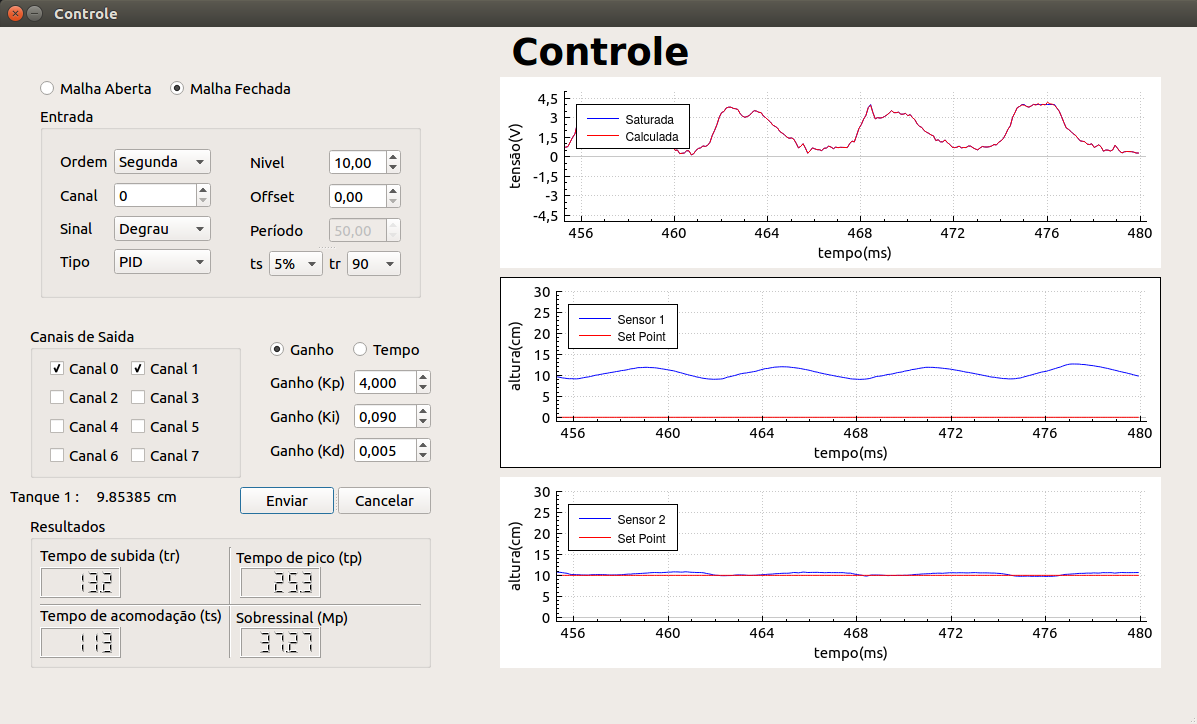 Controle
Controle
Malha Aberta Malha Fechada
Entrada
Ordem Segunda Nivel 10,00
Canal 0 Offset 0,00
Sinal Degrau Período 50,00
Tipo PID ts 5% tr 90
Canais de Saida
Canal 0 Canal 1
Canal 2 Canal 3
Canal 4 Canal 5
Canal 6 Canal 7
Ganho Tempo
Ganho (Kp) 4,000
Ganho (Ki) 0,090
Ganho (Kd) 0,005
Tanque 1 : 9.85385 cm
Enviar Cancelar
Resultados
Tempo de subida (tr) Tempo de pico (tp)
13.2 25.3
Tempo de acomodação (ts) Sobressinal (Mp)
113 37.27
tensão(V)
4,5
3
1,5
0
-1,5
-3
-4,5
Saturada
Calculada
456 460 464 468 472 476 480
tempo(ms)
altura(cm)
30
25
20
15
10
5
0
Sensor 1
Set Point
456 460 464 468 472 476 480
tempo(ms)
altura(cm)
30
25
20
15
10
5
0
Sensor 2
Set Point
456 460 464 468 472 476 480
tempo(ms)